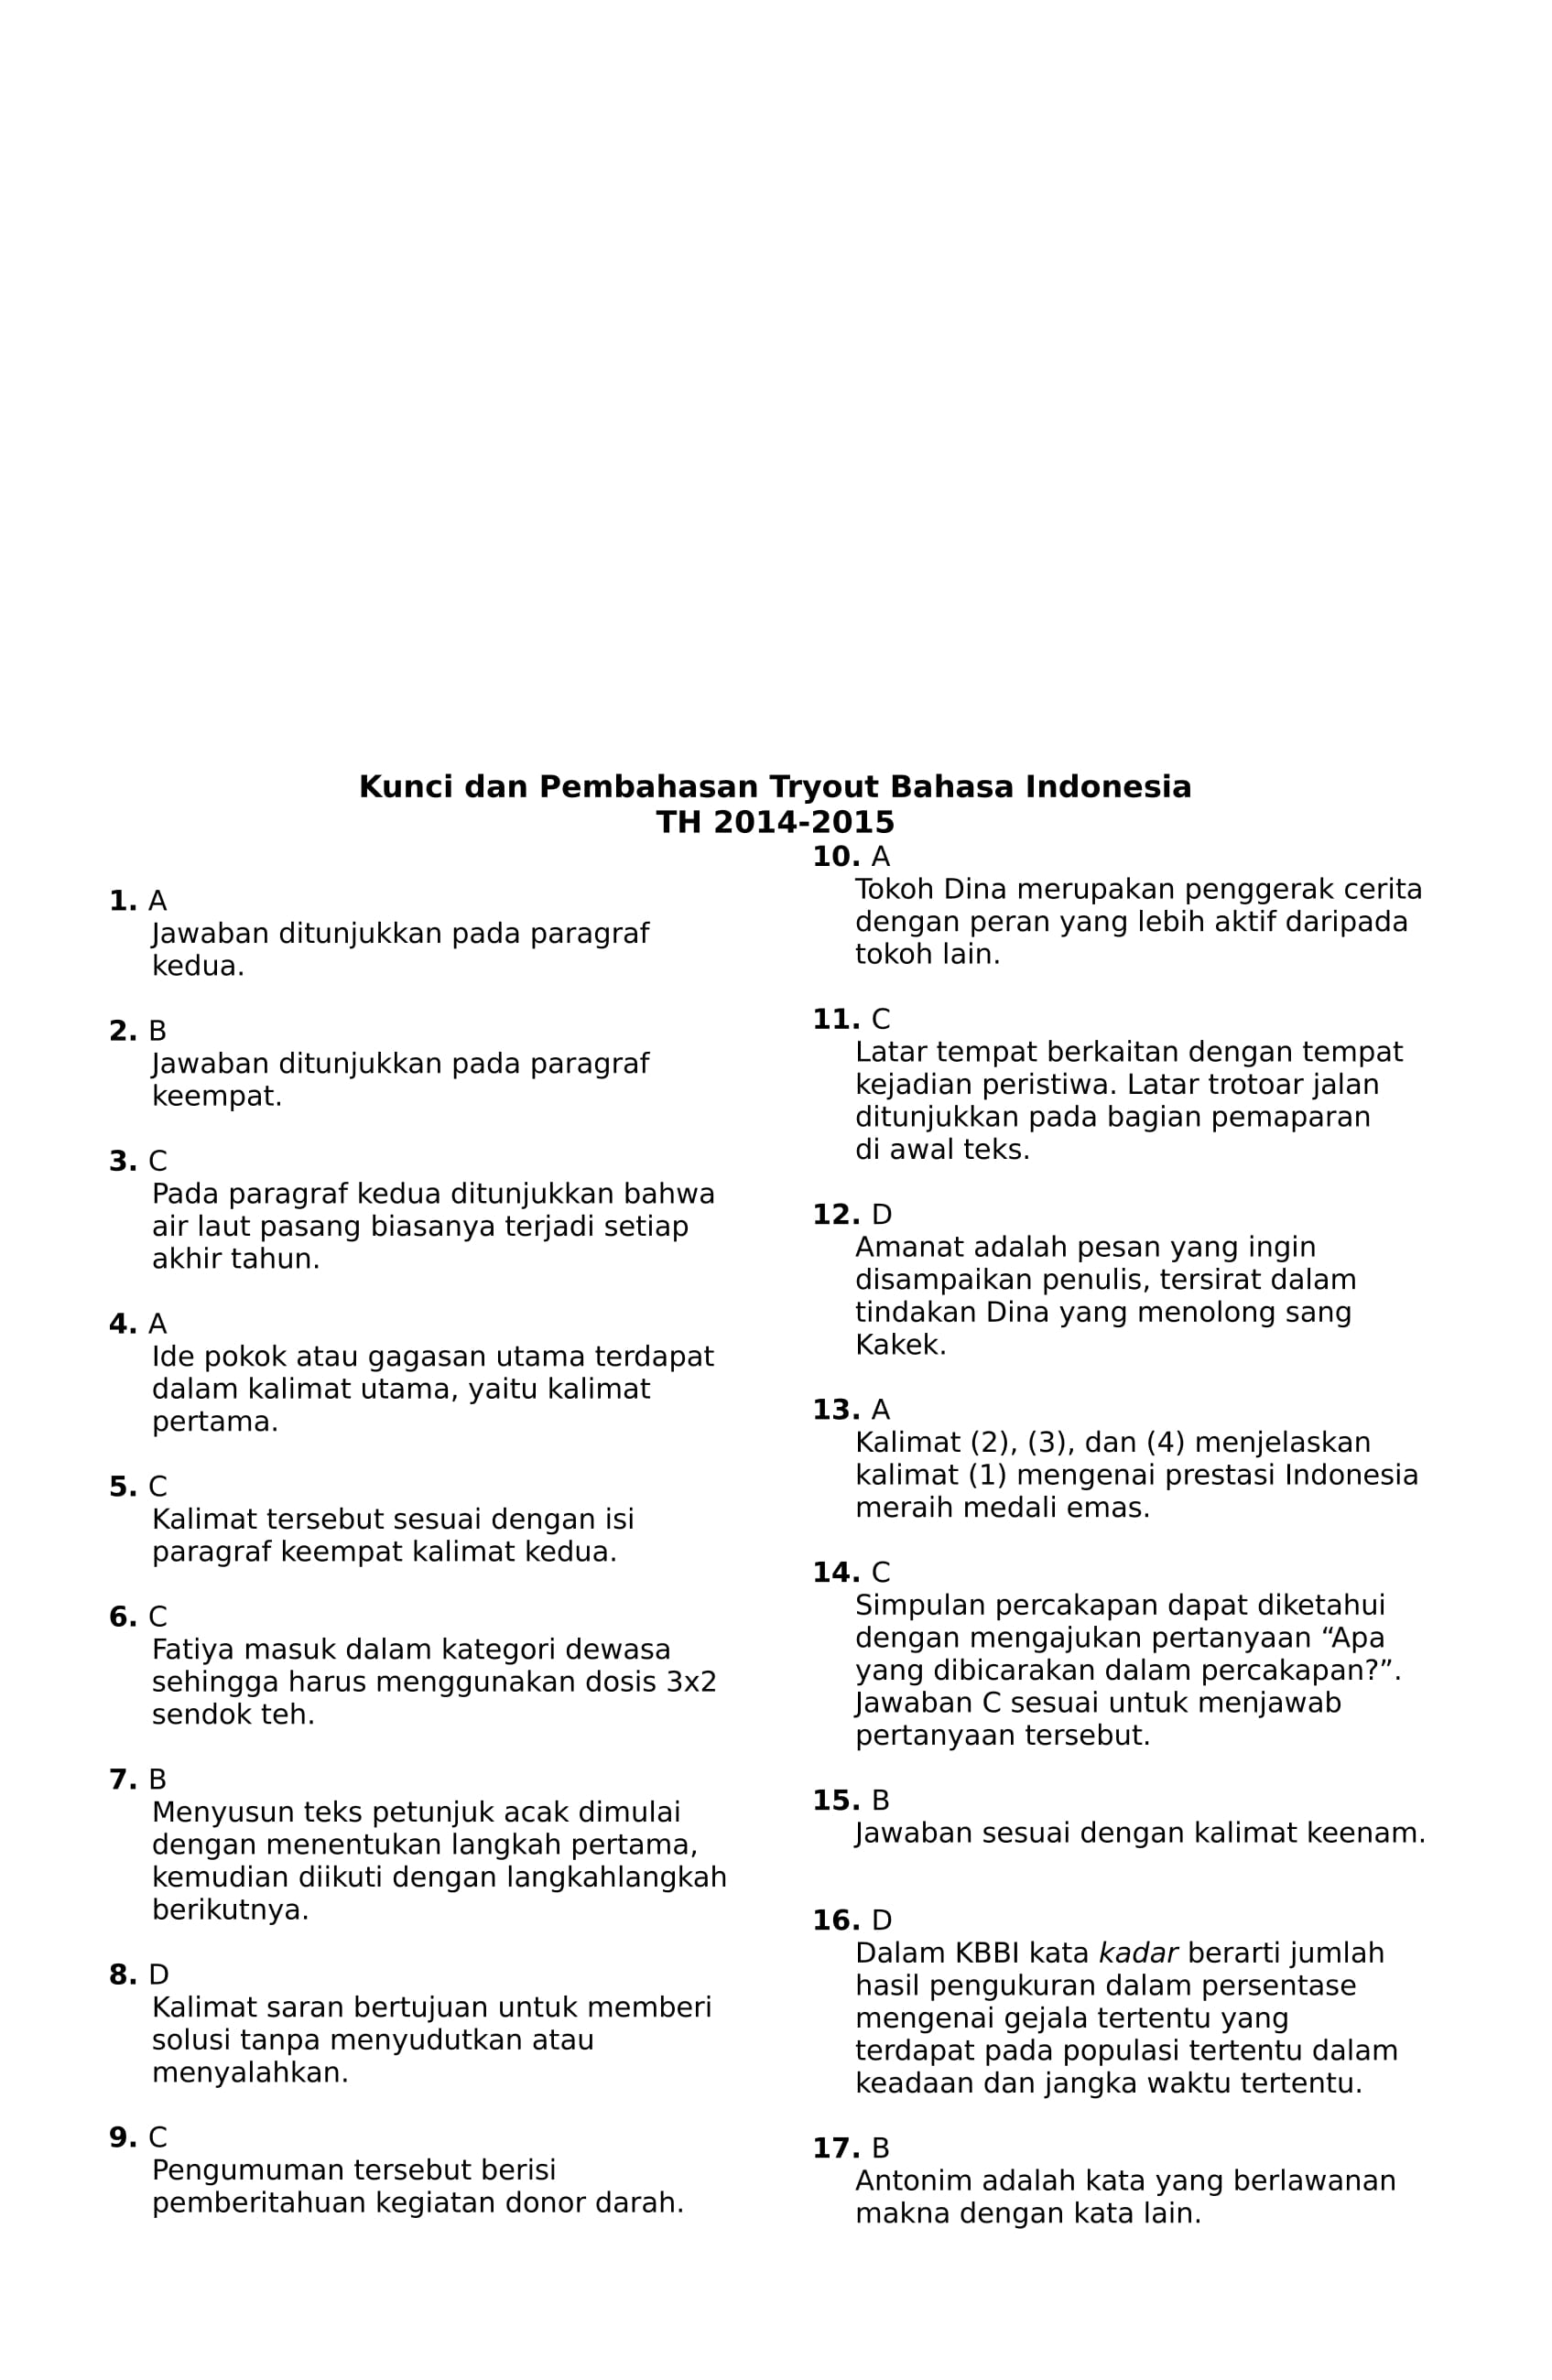 Kunci dan Pembahasan Tryout Bahasa Indonesia
TH 2014-2015
1. A
Jawaban ditunjukkan pada paragraf
kedua.
2. B
Jawaban ditunjukkan pada paragraf
keempat.
3. C
Pada paragraf kedua ditunjukkan bahwa
air laut pasang biasanya terjadi setiap
akhir tahun.
4. A
Ide pokok atau gagasan utama terdapat
dalam kalimat utama, yaitu kalimat
pertama.
5. C
Kalimat tersebut sesuai dengan isi
paragraf keempat kalimat kedua.
6. C
Fatiya masuk dalam kategori dewasa
sehingga harus menggunakan dosis 3x2
sendok teh.
7. B
Menyusun teks petunjuk acak dimulai
dengan menentukan langkah pertama,
kemudian diikuti dengan langkahlangkah
berikutnya.
8. D
Kalimat saran bertujuan untuk memberi
solusi tanpa menyudutkan atau
menyalahkan.
9. C
Pengumuman tersebut berisi
pemberitahuan kegiatan donor darah.
10. A
Tokoh Dina merupakan penggerak cerita
dengan peran yang lebih aktif daripada
tokoh lain.
11. C
Latar tempat berkaitan dengan tempat
kejadian peristiwa. Latar trotoar jalan
ditunjukkan pada bagian pemaparan
di awal teks.
12. D
Amanat adalah pesan yang ingin
disampaikan penulis, tersirat dalam
tindakan Dina yang menolong sang
Kakek.
13. A
Kalimat (2), (3), dan (4) menjelaskan
kalimat (1) mengenai prestasi Indonesia
meraih medali emas.
14. C
Simpulan percakapan dapat diketahui
dengan mengajukan pertanyaan “Apa
yang dibicarakan dalam percakapan?”.
Jawaban C sesuai untuk menjawab
pertanyaan tersebut.
15. B
Jawaban sesuai dengan kalimat keenam.
16. D
Dalam KBBI kata kadar berarti jumlah
hasil pengukuran dalam persentase
mengenai gejala tertentu yang
terdapat pada populasi tertentu dalam
keadaan dan jangka waktu tertentu.
17. B
Antonim adalah kata yang berlawanan
makna dengan kata lain.